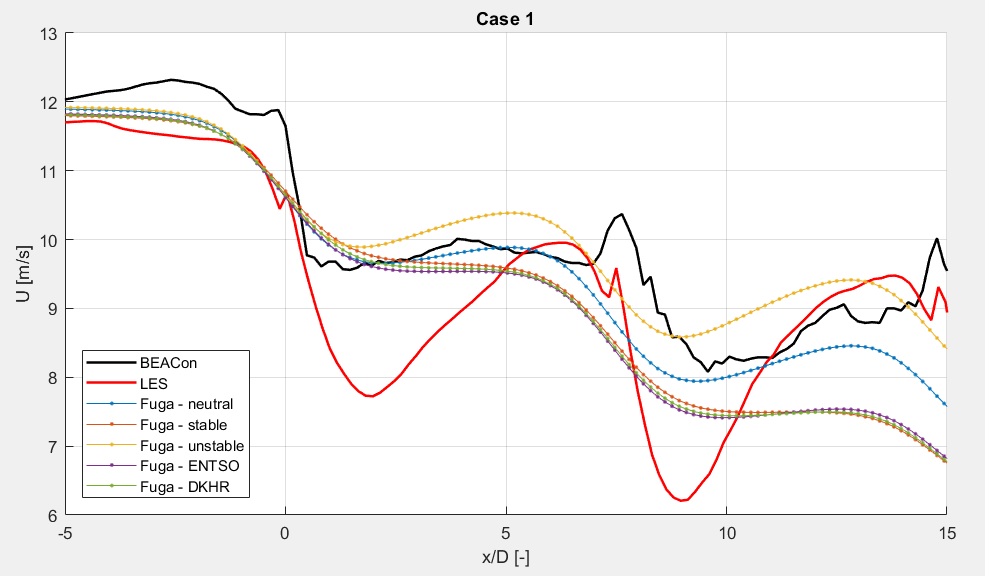 Case 1
13
12
11
10
9
8
7
6
U [m/s]
BEACon
LES
Fuga - neutral
Fuga - stable
Fuga - unstable
Fuga - ENTSO
Fuga - DKHR
-5 0 5 10 15
x/D [-]